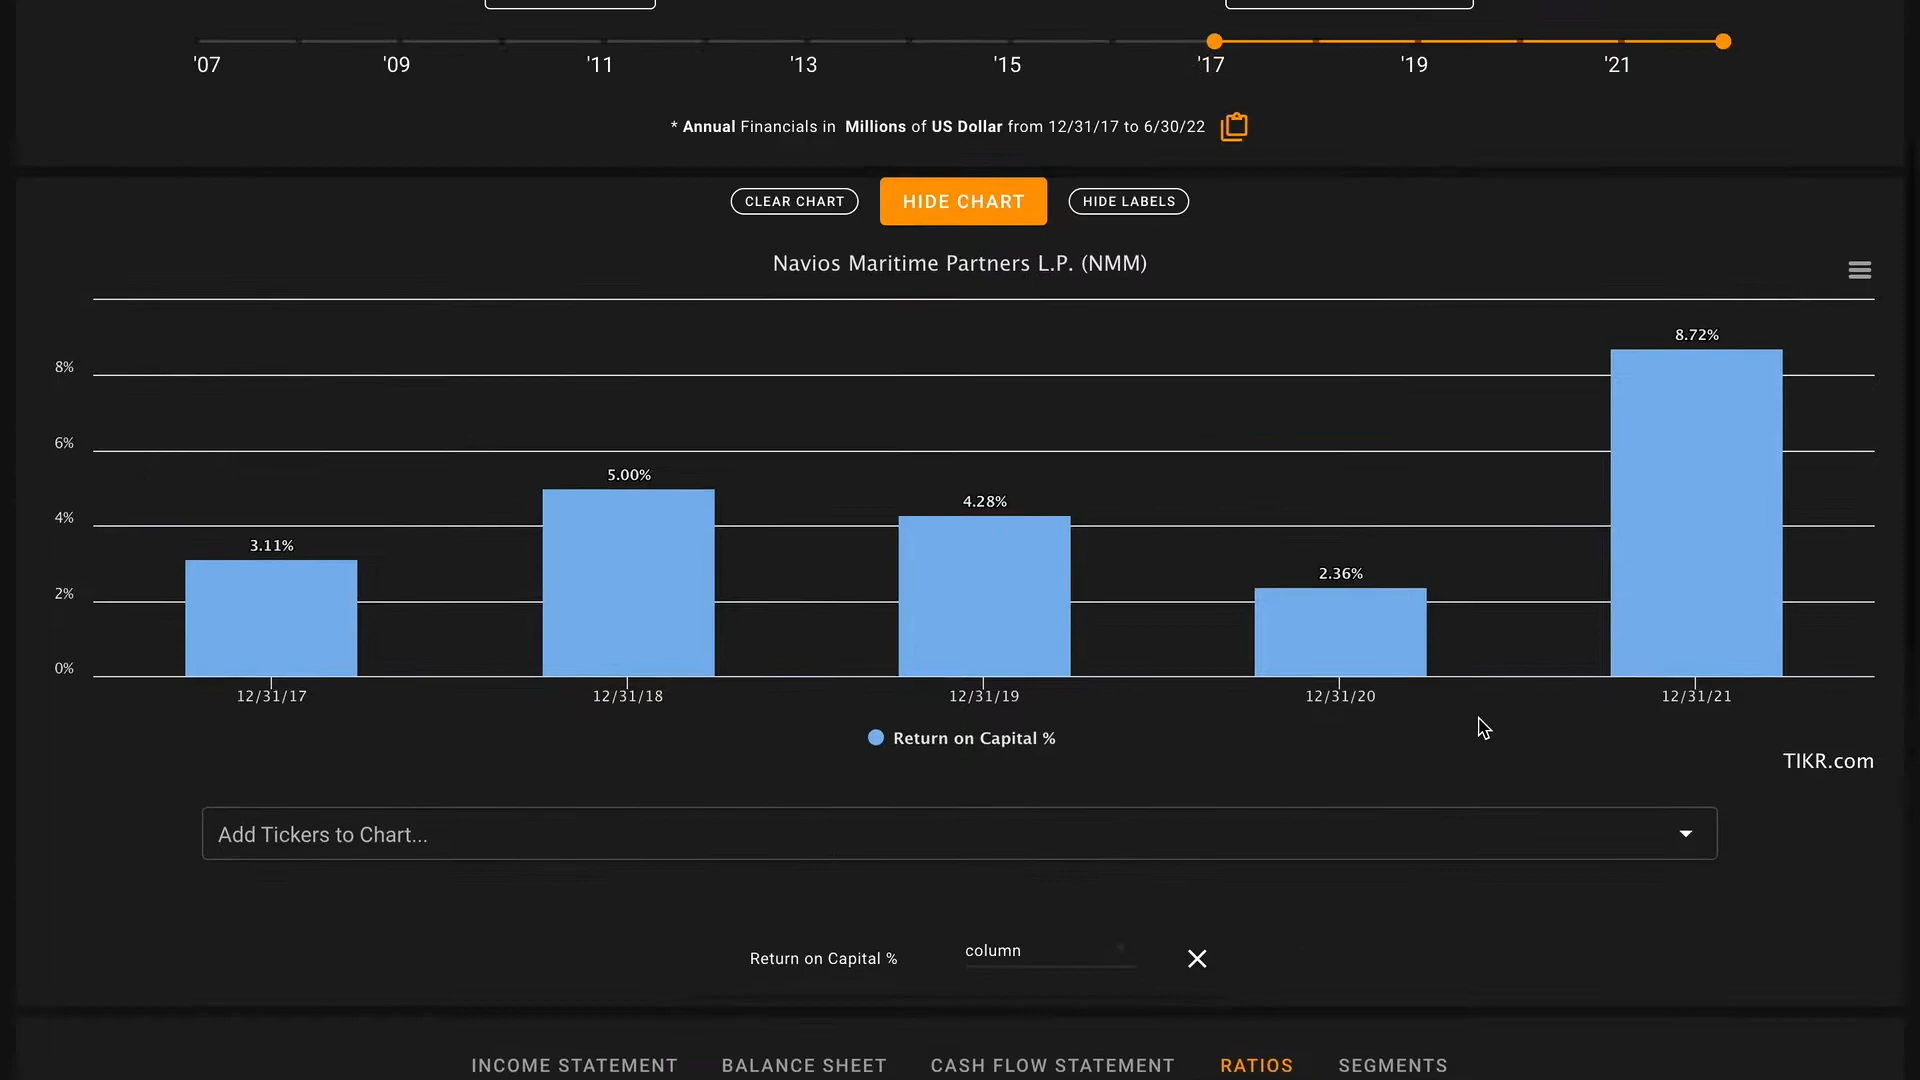 '07 '09 '11 '13 '15 '17 '19 '21
* Annual Financials in Millions of US Dollar from 12/31/17 to 6/30/22
CLEAR CHART HIDE CHART HIDE LABELS
Navios Maritime Partners L.P. (NMM)
8.72%
8%
6%
5.00%
4.28%
4%
3.11%
2.36%
2%
0%
12/31/17 12/31/18 12/31/19 12/31/20 12/31/21
Return on Capital %
TIKR.com
Add Tickers to Chart...
Return on Capital % column
INCOME STATEMENT BALANCE SHEET CASH FLOW STATEMENT RATIOS SEGMENTS